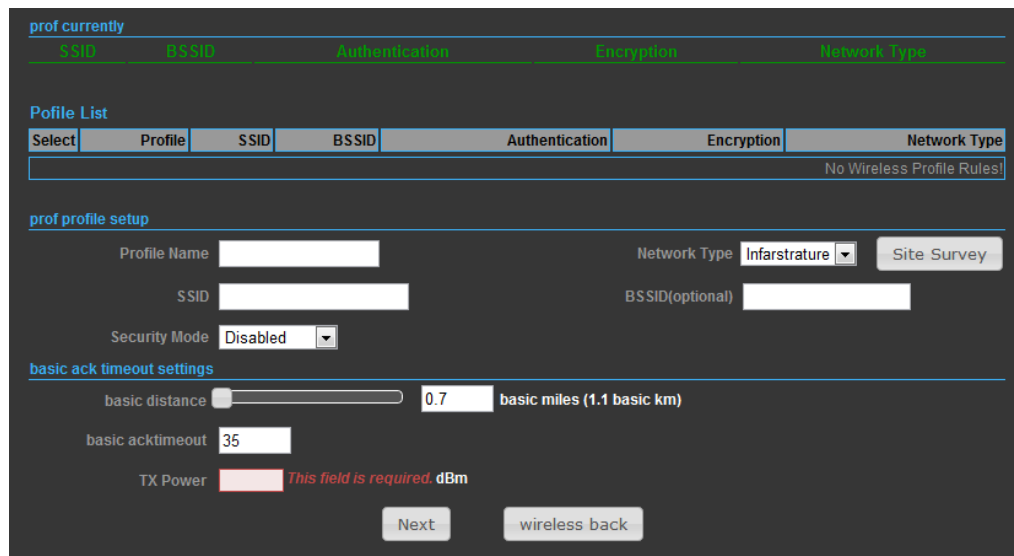 prof currently
SSID BSSID Authentication Encryption Network Type
Pofile List
Select Profile SSID BSSID Authentication Encryption Network Type
No Wireless Profile Rules!
prof profile setup
Profile Name Network Type Infarstrature Site Survey
SSID BSSID(optional)
Security Mode Disabled
basic ack timeout settings
basic distance 0.7 basic miles (1.1 basic km)
basic acktimeout 35
TX Power This field is required. dBm
Next wireless back